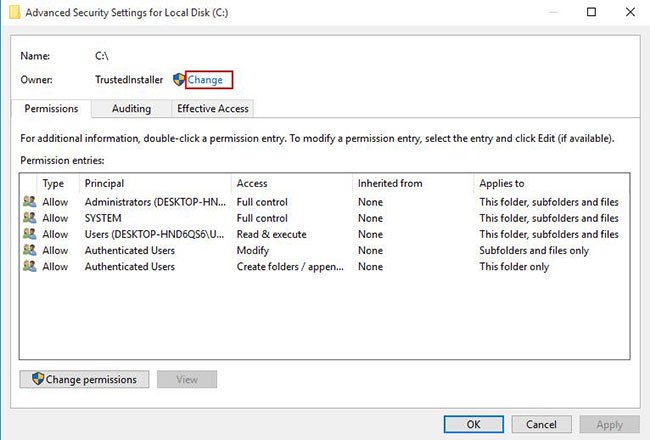 Advanced Security Settings for Local Disk (C:)
Name: C:\
Owner: TrustedInstaller Change
Permissions Auditing Effective Access
For additional information, double-click a permission entry. To modify a permission entry, select the entry and click Edit (if available).
Permission entries:
Type Principal Access Inherited from Applies to
Allow Administrators (DESKTOP-HN... Full control None This folder, subfolders and files
Allow SYSTEM Full control None This folder, subfolders and files
Allow Users (DESKTOP-HND6QS6\U... Read & execute None This folder, subfolders and files
Allow Authenticated Users Modify None Subfolders and files only
Allow Authenticated Users Create folders / appen... None This folder only
Change permissions View
OK Cancel Apply